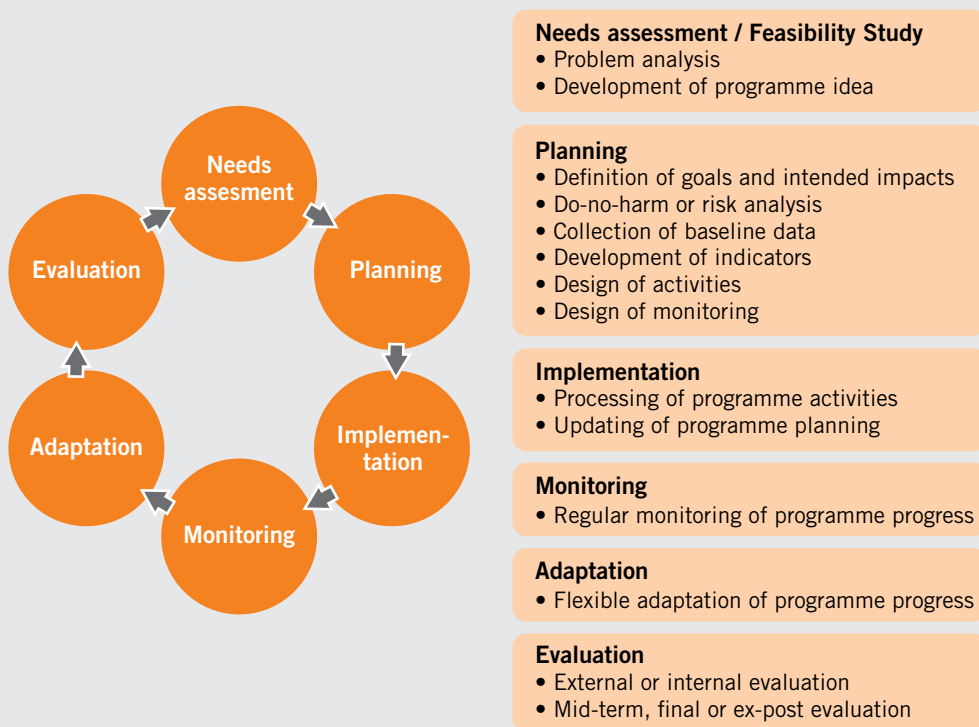 Needs
assesment
Planning
Implemen-
tation
Monitoring
Adaptation
Evaluation
Needs assessment / Feasibility Study
• Problem analysis
• Development of programme idea
Planning
• Definition of goals and intended impacts
• Do-no-harm or risk analysis
• Collection of baseline data
• Development of indicators
• Design of activities
• Design of monitoring
Implementation
• Processing of programme activities
• Updating of programme planning
Monitoring
• Regular monitoring of programme progress
Adaptation
• Flexible adaptation of programme progress
Evaluation
• External or internal evaluation
• Mid-term, final or ex-post evaluation